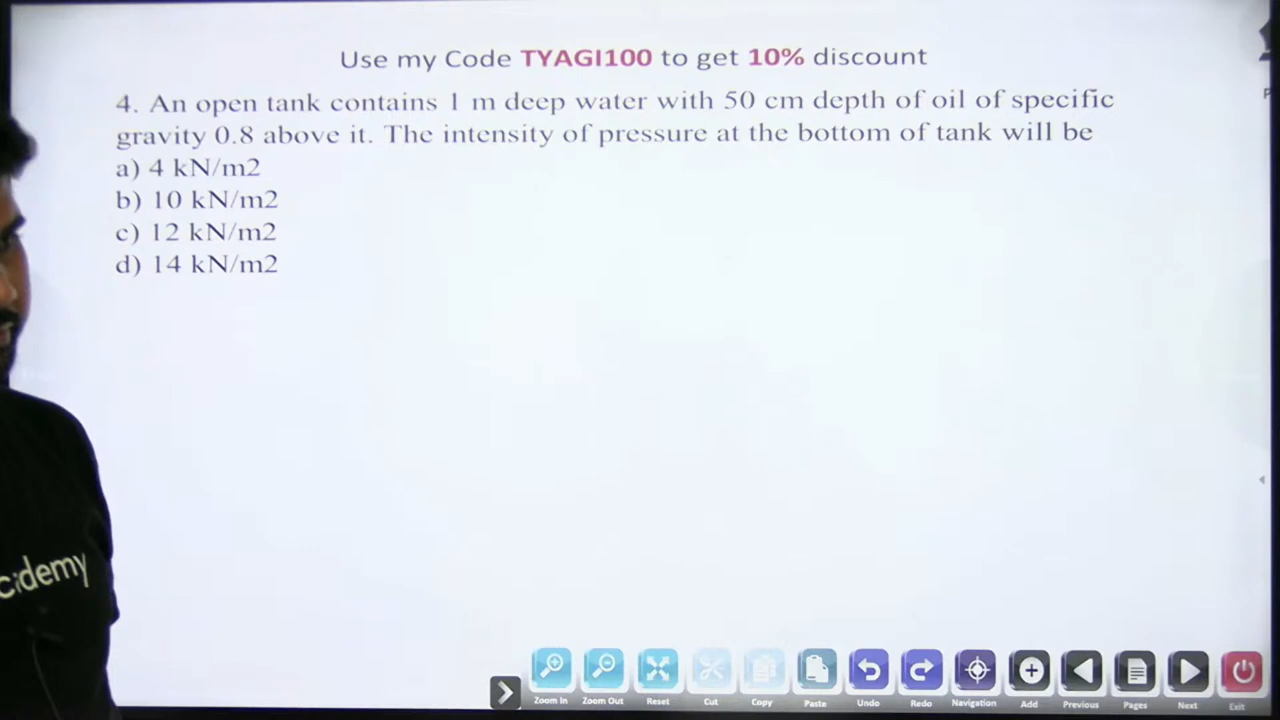 Use my Code TYAGI100 to get 10% discount
4. An open tank contains 1 m deep water with 50 cm depth of oil of specific
gravity 0.8 above it. The intensity of pressure at the bottom of tank will be
a) 4 kN/m2
b) 10 kN/m2
c) 12 kN/m2
d) 14 kN/m2
cademy
Zoom In Zoom Out Reset Cut Copy Paste Undo Redo Navigation Add Previous Pages Next Exit